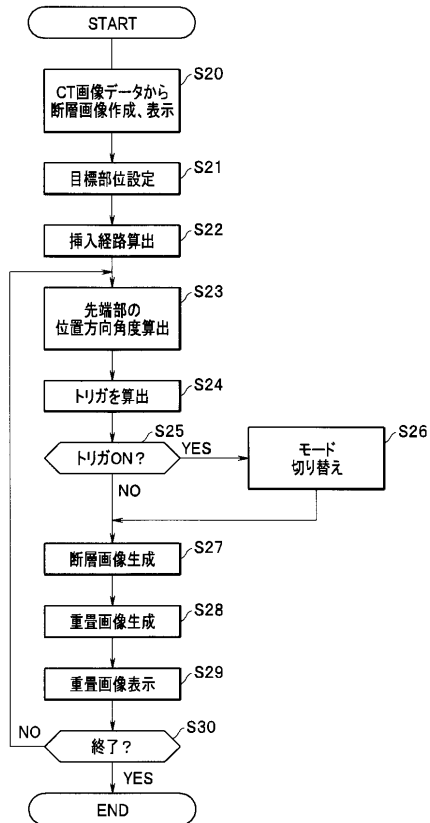 START
S20
CT画像データから
断層画像作成、表示
S21
目標部位設定
S22
挿入経路算出
S23
先端部の
位置方向角度算出
S24
トリガを算出
S25
トリガON?
YES
S26
モード
切り替え
NO
S27
断層画像生成
S28
重畳画像生成
S29
重畳画像表示
S30
NO
終了?
YES
END